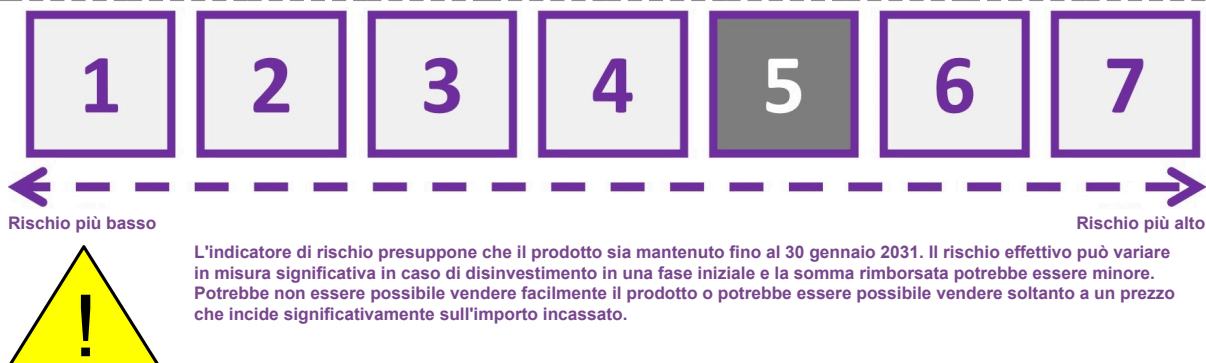 1 2 3 4 5 6 7
Rischio più basso Rischio più alto
L'indicatore di rischio presuppone che il prodotto sia mantenuto fino al 30 gennaio 2031. Il rischio effettivo può variare
in misura significativa in caso di disinvestimento in una fase iniziale e la somma rimborsata potrebbe essere minore.
Potrebbe non essere possibile vendere facilmente il prodotto o potrebbe essere possibile vendere soltanto a un prezzo
che incide significativamente sull'importo incassato.
!